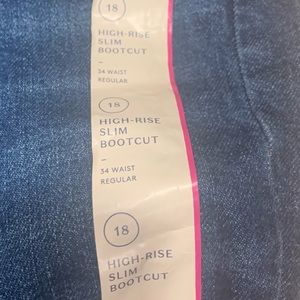 18
HIGH-RISE
SLIM
BOOTCUT
–
34 WAIST
REGULAR
18
HIGH-RISE
SLIM
BOOTCUT
–
34 WAIST
REGULAR
18
HIGH-RISE
SLIM
BOOTCUT